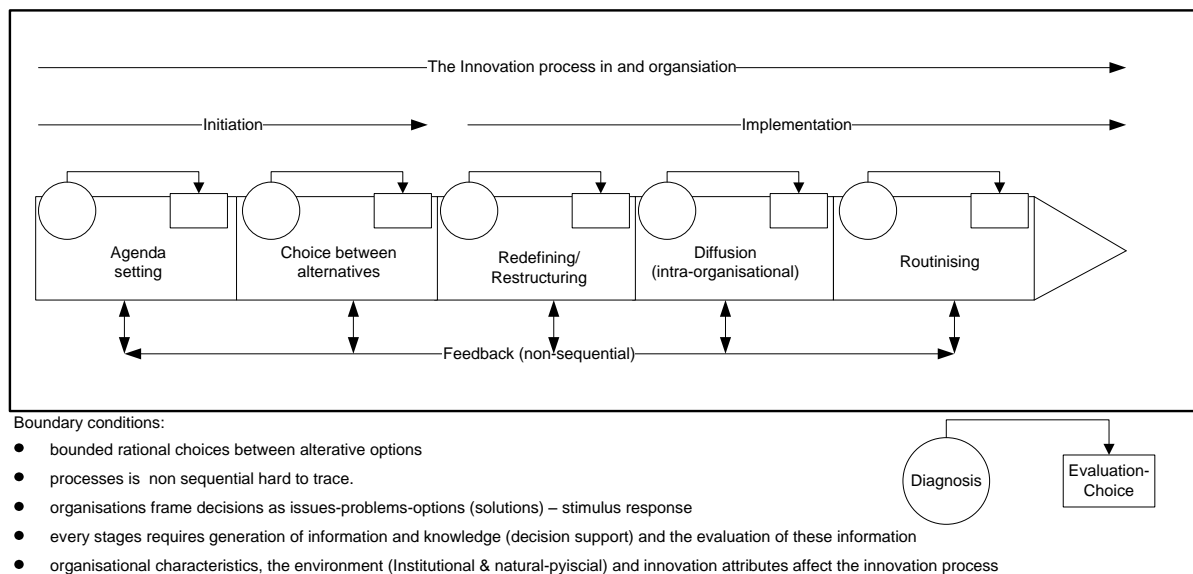 The Innovation process in and organsiation
Initiation
Implementation
Agenda
setting
Choice between
alternatives
Redefining/
Restructuring
Diffusion
(intra-organisational)
Routinising
Feedback (non-sequential)
Boundary conditions:
● bounded rational choices between alterative options
● processes is non sequential hard to trace.
● organisations frame decisions as issues-problems-options (solutions) – stimulus response
● every stages requires generation of information and knowledge (decision support) and the evaluation of these information
● organisational characteristics, the environment (Institutional & natural-pyiscial) and innovation attributes affect the innovation process
Diagnosis
Evaluation-
Choice